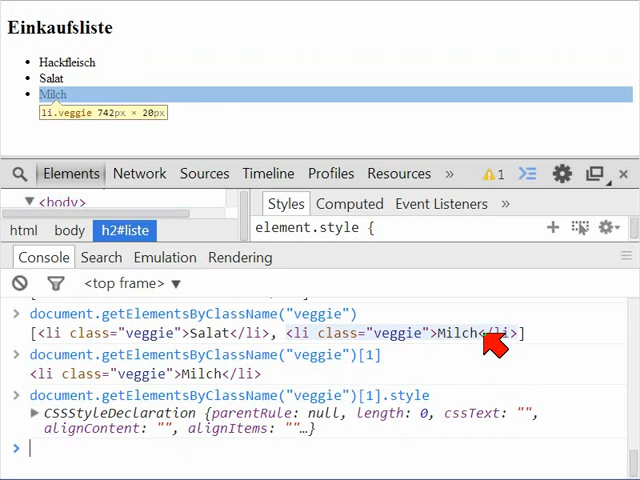 Einkaufsliste
Hackfleisch
Salat
Milch
li.veggie 742px × 20px
Elements Network Sources Timeline Profiles Resources » 1
<body>
Styles Computed Event Listeners »
html body h2#liste
element.style {
Console Search Emulation Rendering
<top frame> ▼
> document.getElementsByClassName("veggie")
[<li class="veggie">Salat</li>, <li class="veggie">Milch</li>]
> document.getElementsByClassName("veggie")[1]
<li class="veggie">Milch</li>
> document.getElementsByClassName("veggie")[1].style
CSSStyleDeclaration {parentRule: null, length: 0, cssText: "",
alignContent: "", alignItems: ""…}
>